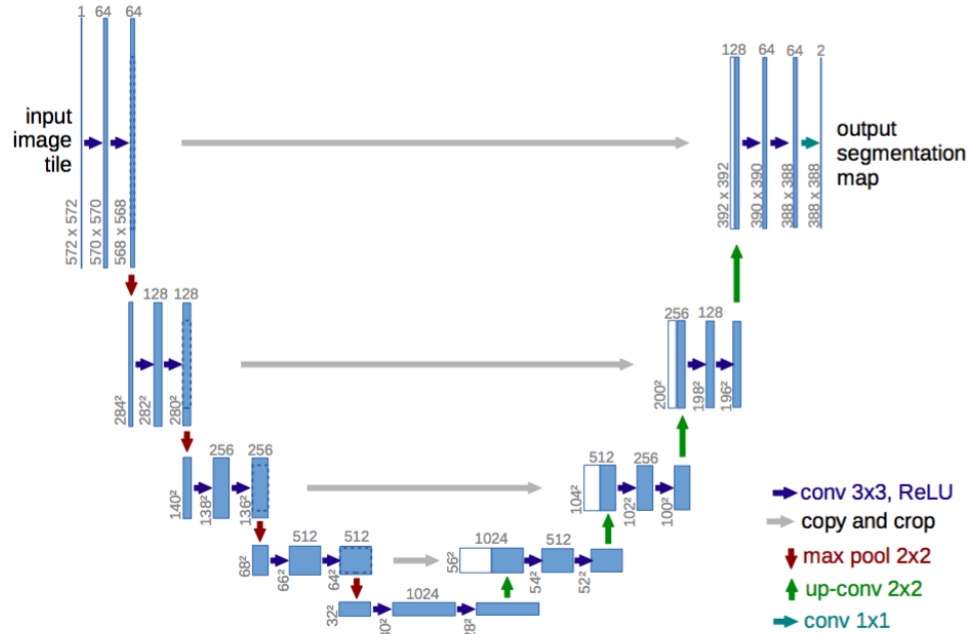 1
64
64
input
image
tile
572 x 572
570 x 570
568 x 568
128
64
64
2
392 x 392
390 x 390
388 x 388
388 x 388
output
segmentation
map
128
128
284²
282²
280²
256
128
200²
198²
196²
256
256
140²
138²
136²
512
256
104²
102²
100²
512
512
68²
66²
64²
1024
512
56²
54²
52²
1024
32²
conv 3x3, ReLU
copy and crop
max pool 2x2
up-conv 2x2
conv 1x1